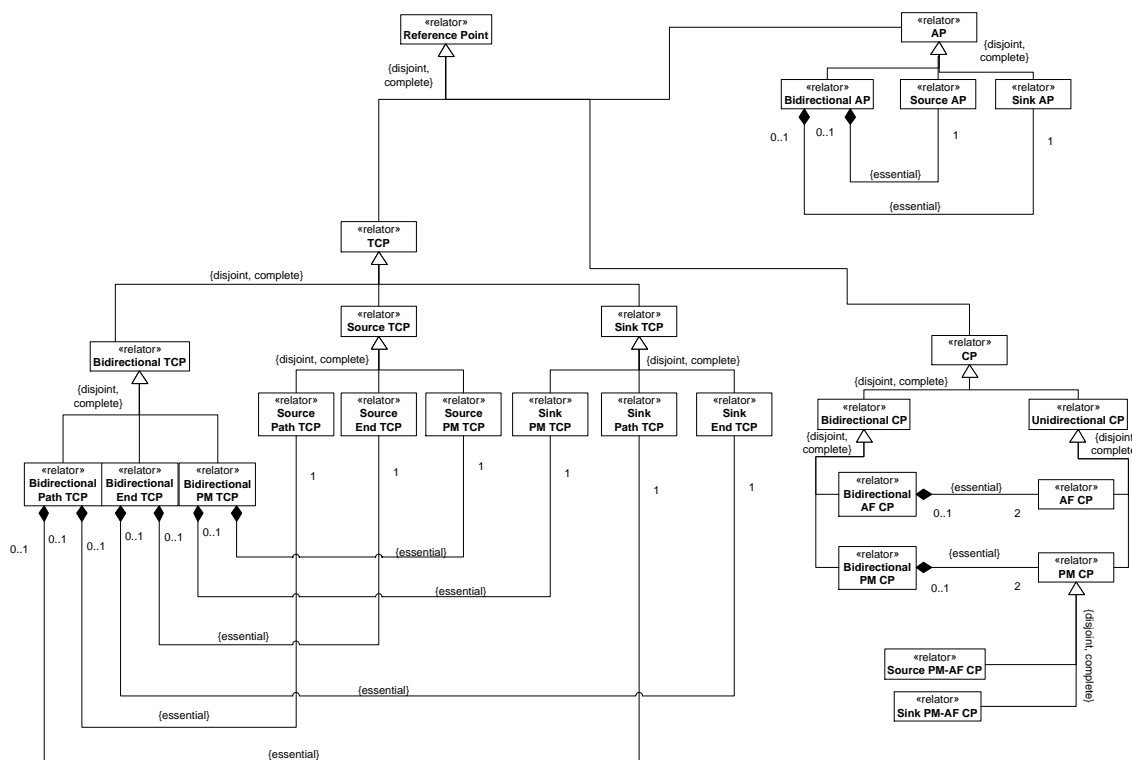 «relator»
Reference Point
{disjoint,
complete}
«relator»
AP
{disjoint,
complete}
«relator»
Bidirectional AP
«relator»
Source AP
«relator»
Sink AP
0..1
0..1
1
1
{essential}
{essential}
«relator»
TCP
{disjoint, complete}
«relator»
Source TCP
«relator»
Sink TCP
«relator»
Bidirectional TCP
{disjoint, complete}
{disjoint, complete}
{disjoint,
complete}
«relator»
Source
Path TCP
«relator»
Source
End TCP
«relator»
Source
PM TCP
«relator»
Sink
PM TCP
«relator»
Sink
Path TCP
«relator»
Sink
End TCP
«relator»
Bidirectional
Path TCP
«relator»
Bidirectional
End TCP
«relator»
Bidirectional
PM TCP
1
1
1
1
1
1
0..1
0..1
0..1
0..1
0..1
0..1
{essential}
{essential}
{essential}
{essential}
{essential}
{essential}
«relator»
CP
{disjoint, complete}
«relator»
Bidirectional CP
«relator»
Unidirectional CP
{disjoint,
complete}
{disjoint,
complete}
«relator»
Bidirectional
AF CP
{essential}
0..1
2
«relator»
AF CP
«relator»
Bidirectional
PM CP
{essential}
0..1
2
«relator»
PM CP
{disjoint, complete}
«relator»
Source PM-AF CP
«relator»
Sink PM-AF CP